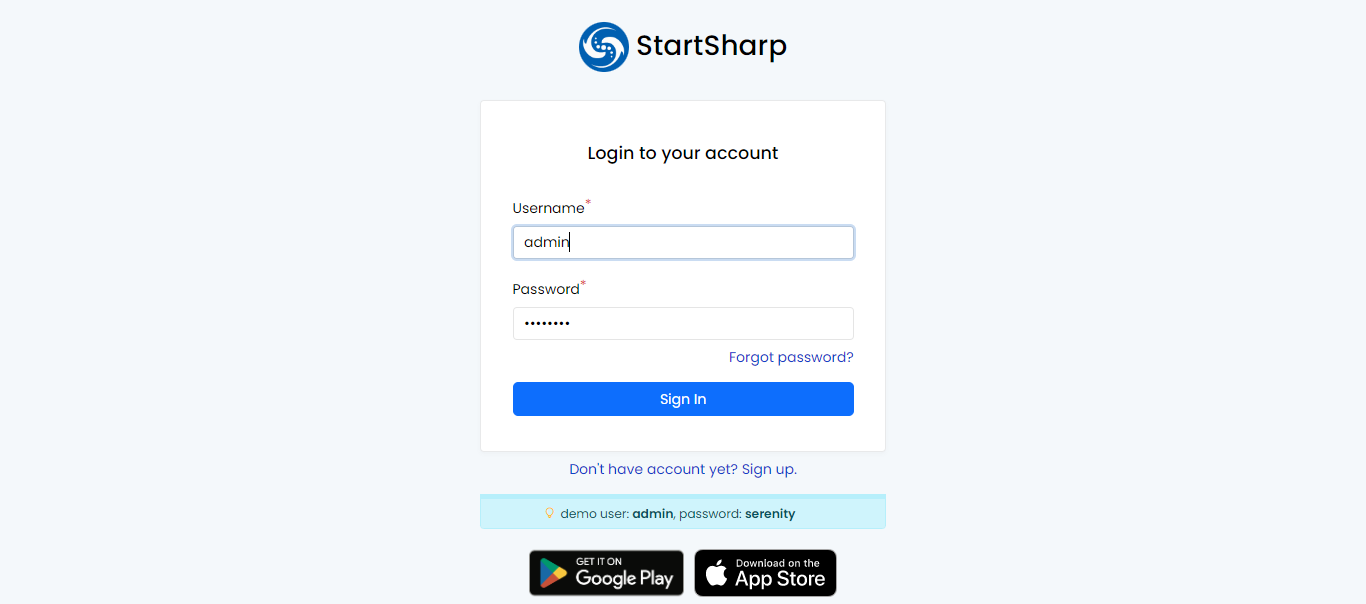 StartSharp
Login to your account
Username*
admin
Password*
••••••••
Forgot password?
Sign In
Don't have account yet? Sign up.
demo user: admin, password: serenity
GET IT ON
Google Play
Download on the
App Store